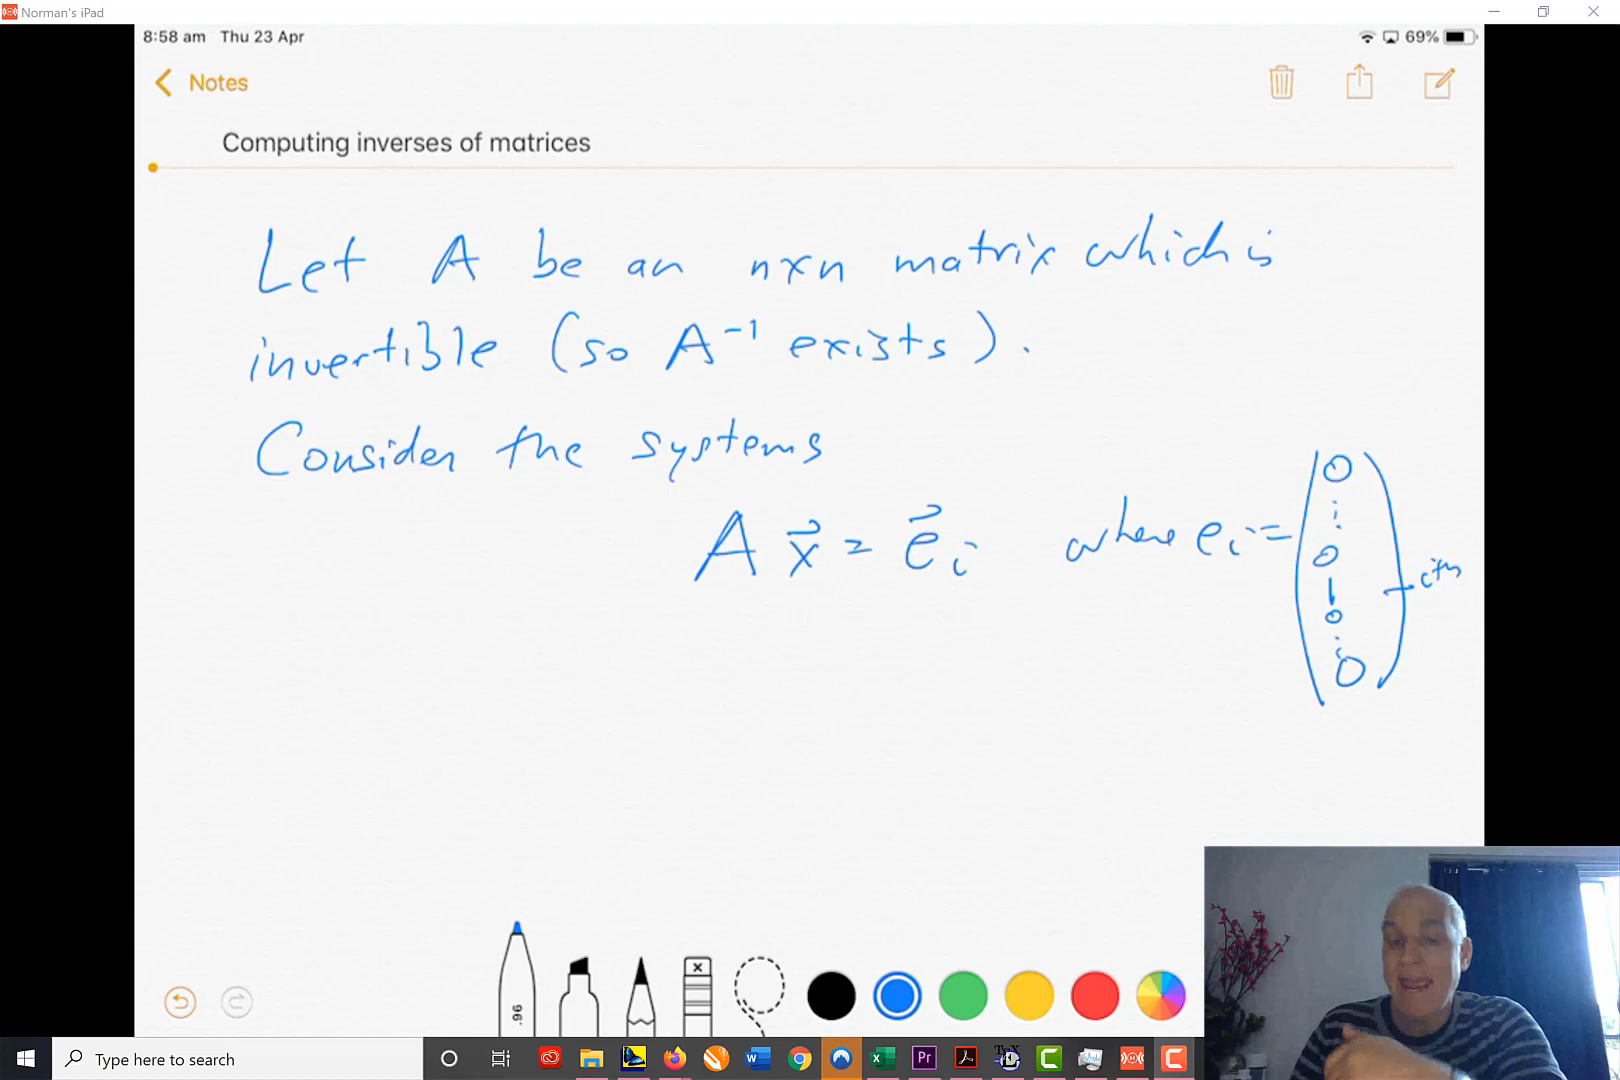 Norman's iPad
8:58 am Thu 23 Apr
69%
Notes
Computing inverses of matrices
Let A be an n×n matrix which is
invertible (so A⁻¹ exists).
Consider the systems
A x⃗ = e⃗ᵢ where eᵢ = (0 ⋮ 0 1 0 ⋮ 0) ith
.96
Type here to search